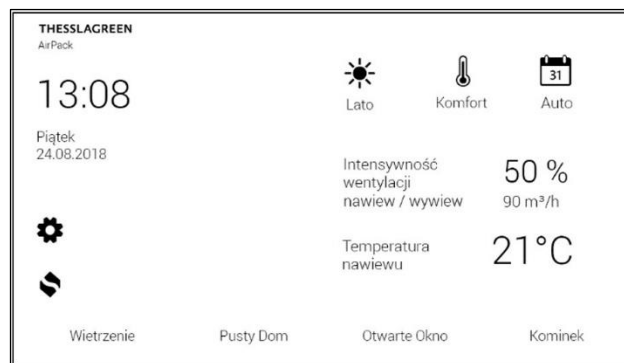 THESSLAGREEN
AirPack
13:08
Piątek
24.08.2018
31
Lato
Komfort
Auto
Intensywność
wentylacji
nawiew / wywiew
50 %
90 m³/h
Temperatura
nawiewu
21°C
Wietrzenie
Pusty Dom
Otwarte Okno
Kominek